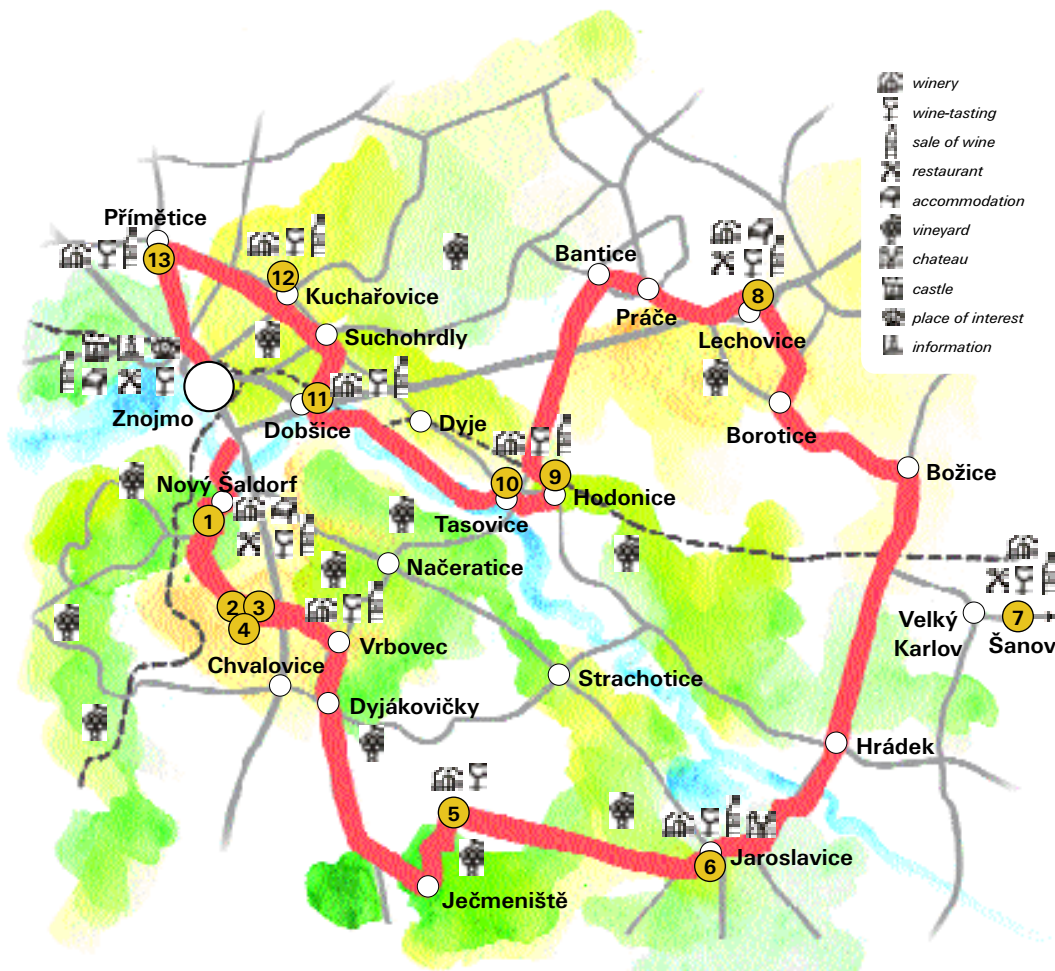 winery
wine-tasting
sale of wine
restaurant
accommodation
vineyard
chateau
castle
place of interest
information
Přímětice
13
12
Kuchařovice
Suchohrdly
Bantice
Práče
8
Lechovice
Znojmo
11
Dobšice
Dyje
Borotice
Božice
Nový Šaldorf
1
10
9
Hodonice
Tasovice
Načeratice
2
3
4
Vrbovec
Chvalovice
Velký
Karlov
7
Šanov
Strachotice
Dyjákovičky
Hrádek
5
6
Jaroslavice
Ječmeniště